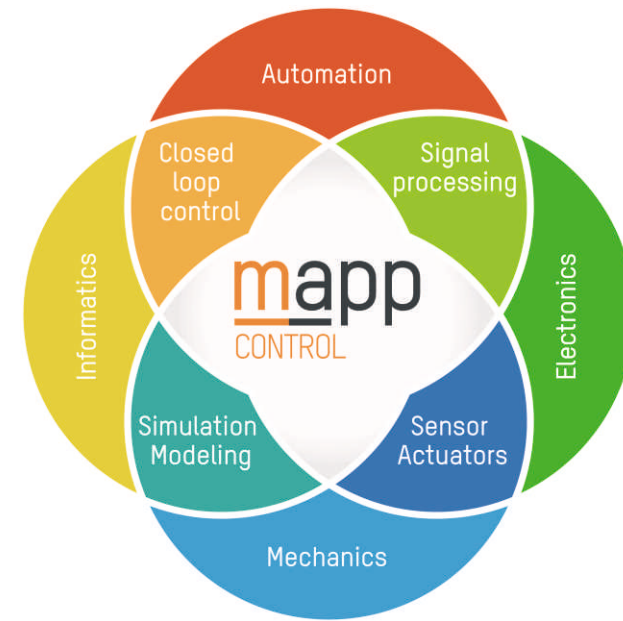 Automation
Closed
loop
control
Signal
processing
Informatics
mapp
CONTROL
Electronics
Simulation
Modeling
Sensor
Actuators
Mechanics